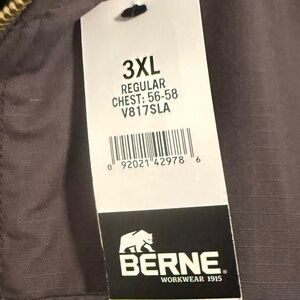 3XL
REGULAR
CHEST: 56-58
V817SLA
0 92021 42978 6
BERNE®
WORKWEAR 1915